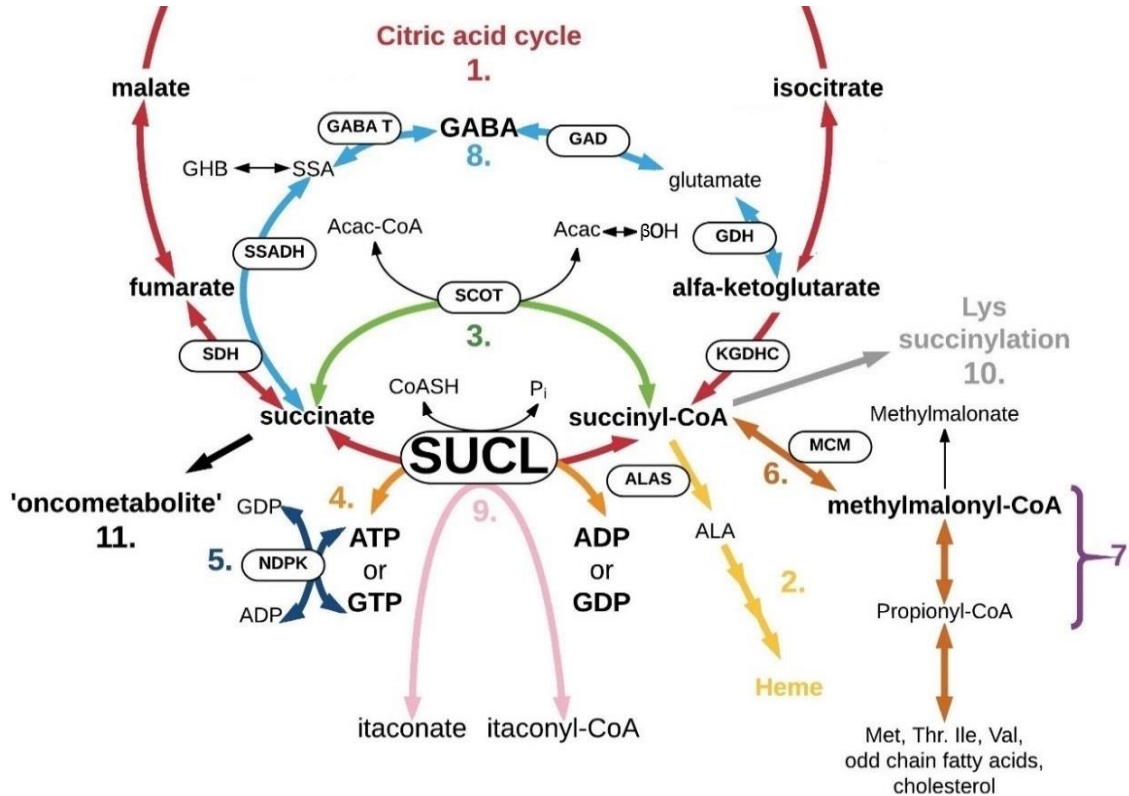 Citric acid cycle
1.
malate
isocitrate
GABA T
GABA
GAD
8.
GHB
SSA
glutamate
Acac-CoA
Acac
βOH
GDH
SSADH
fumarate
SCOT
alfa-ketoglutarate
Lys
succinylation
10.
3.
SDH
KGDHC
CoASH
Pi
succinate
succinyl-CoA
Methylmalonate
SUCL
MCM
ALAS
6.
'oncometabolite'
11.
methylmalonyl-CoA
4.
9.
GDP
ATP
or
GTP
ADP
or
GDP
ALA
5.
NDPK
7
2.
ADP
Propionyl-CoA
Heme
itaconate
itaconyl-CoA
Met, Thr. Ile, Val,
odd chain fatty acids,
cholesterol